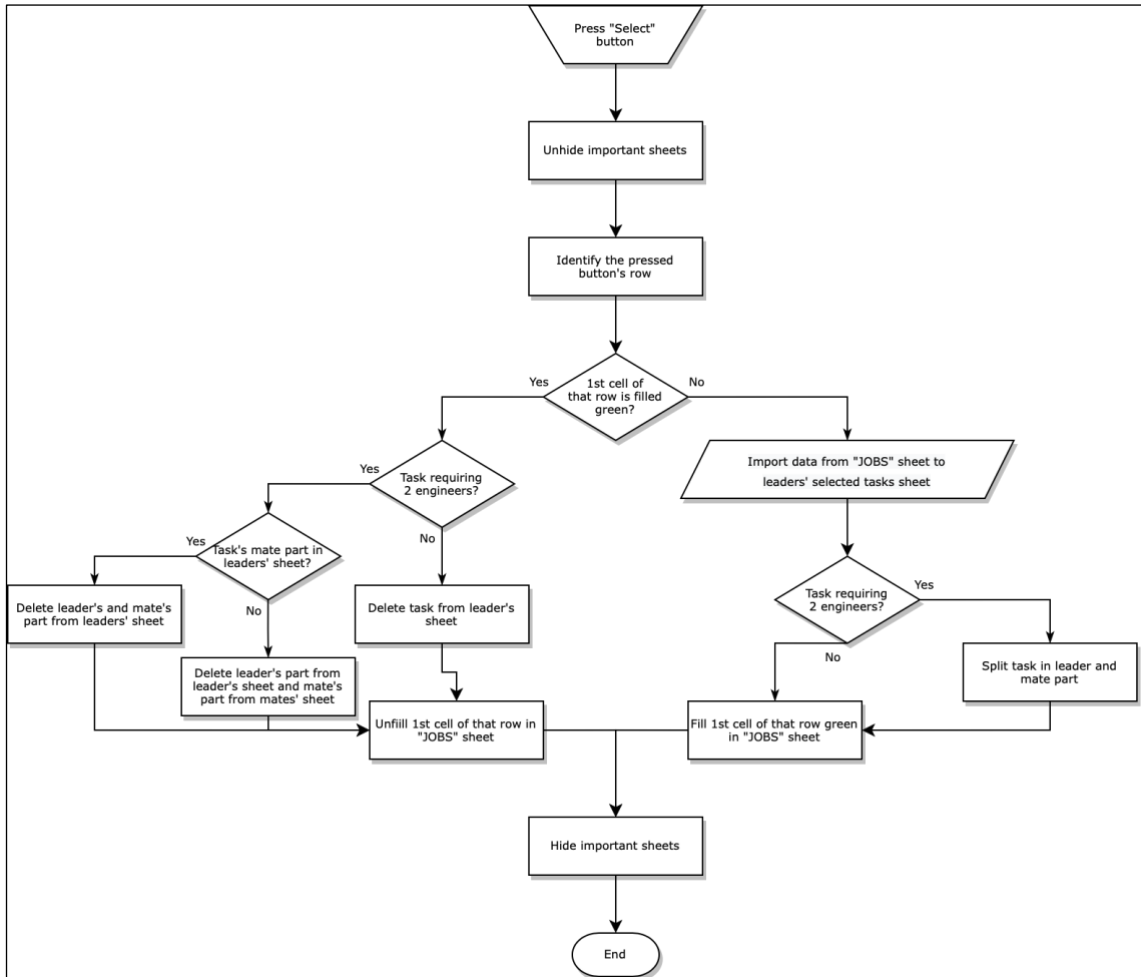 Press "Select"
button
Unhide important sheets
Identify the pressed
button's row
Yes
1st cell of
that row is filled
green?
No
Yes
Task requiring
2 engineers?
Import data from "JOBS" sheet to
leaders' selected tasks sheet
Yes
Task's mate part in
leaders' sheet?
No
Task requiring
2 engineers?
Yes
Delete leader's and mate's
part from leaders' sheet
No
Delete task from leader's
sheet
No
Split task in leader and
mate part
Delete leader's part from
leader's sheet and mate's
part from mates' sheet
Unfiill 1st cell of that row in
"JOBS" sheet
Fill 1st cell of that row green
in "JOBS" sheet
Hide important sheets
End